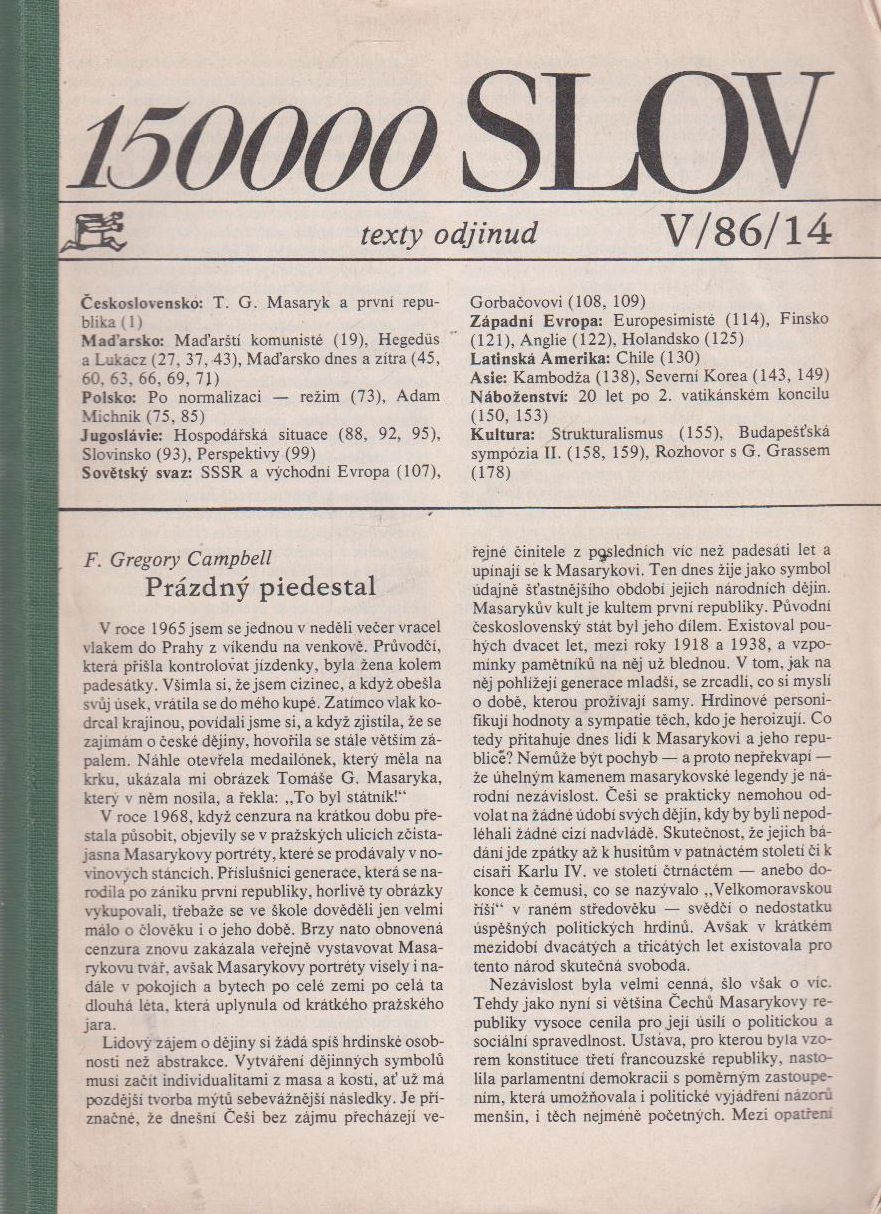 150000 SLOV
texty odjinud V/86/14
Československo: T. G. Masaryk a první repu-
blika (1)
Maďarsko: Maďarští komunisté (19), Hegedüs
a Lukácz (27, 37, 43), Maďarsko dnes a zítra (45,
60, 63, 66, 69, 71)
Polsko: Po normalizaci — režim (73), Adam
Michnik (75, 85)
Jugoslávie: Hospodářská situace (88, 92, 95),
Slovinsko (93), Perspektivy (99)
Sovětský svaz: SSSR a východní Evropa (107),
Gorbačovovi (108, 109)
Západní Evropa: Europesimisté (114), Finsko
(121), Anglie (122), Holandsko (125)
Latinská Amerika: Chile (130)
Asie: Kambodža (138), Severní Korea (143, 149)
Náboženství: 20 let po 2. vatikánském koncilu
(150, 153)
Kultura: Strukturalismus (155), Budapešťská
sympózia II. (158, 159), Rozhovor s G. Grassem
(178)
F. Gregory Campbell
Prázdný piedestal
V roce 1965 jsem se jednou v neděli večer vracel
vlakem do Prahy z víkendu na venkově. Průvodčí,
která přišla kontrolovat jízdenky, byla žena kolem
padesátky. Všimla si, že jsem cizinec, a když obešla
svůj úsek, vrátila se do mého kupé. Zatímco vlak ko-
drcal krajinou, povídali jsme si, a když zjistila, že se
zajímám o české dějiny, hovořila se stále větším zá-
palem. Náhle otevřela medailónek, který měla na
krku, ukázala mi obrázek Tomáše G. Masaryka,
který v něm nosila, a řekla: „To byl státník!“
V roce 1968, když cenzura na krátkou dobu pře-
stala působit, objevily se v pražských ulicích zčista-
jasna Masarykovy portréty, které se prodávaly v no-
vinových stáncích. Příslušníci generace, která se na-
rodila po zániku první republiky, horlivě ty obrázky
vykupovali, třebaže se ve škole dověděli jen velmi
málo o člověku i o jeho době. Brzy nato obnovená
cenzura znovu zakázala veřejně vystavovat Masa-
rykovu tvář, avšak Masarykovy portréty visely i na-
dále v pokojích a bytech po celé zemi po celá ta
dlouhá léta, která uplynula od krátkého pražského
jara.
Lidový zájem o dějiny si žádá spíš hrdinské osob-
nosti než abstrakce. Vytváření dějinných symbolů
musí začít individualitami z masa a kostí, ať už má
pozdější tvorba mýtů sebevážnější následky. Je pří-
značné, že dnešní Češi bez zájmu přecházejí ve-
řejné činitele z posledních víc než padesáti let a
upínají se k Masarykovi. Ten dnes žije jako symbol
údajně šťastnějšího období jejich národních dějin.
Masarykův kult je kultem první republiky. Původní
československý stát byl jeho dílem. Existoval pou-
hých dvacet let, mezi roky 1918 a 1938, a vzpo-
mínky pamětníků na něj už blednou. V tom, jak na
něj pohlížejí generace mladší, se zrcadlí, co si myslí
o době, kterou prožívají samy. Hrdinové personi-
fikují hodnoty a sympatie těch, kdo je heroizují. Co
tedy přitahuje dnes lidi k Masarykovi a jeho repu-
blice? Nemůže být pochyb — a proto nepřekvapí —
že úhelným kamenem masarykovské legendy je ná-
rodní nezávislost. Češi se prakticky nemohou od-
volat na žádné údobí svých dějin, kdy by byli nepod-
léhali žádné cizí nadvládě. Skutečnost, že jejich bá-
dání jde zpátky až k husitům v patnáctém století či k
císaři Karlu IV. ve století čtrnáctém — anebo do-
konce k čemusi, co se nazývalo „Velkomoravskou
říší“ v raném středověku — svědčí o nedostatku
úspěšných politických hrdinů. Avšak v krátkém
mezidobí dvacátých a třicátých let existovala pro
tento národ skutečná svoboda.
Nezávislost byla velmi cenná, šlo však o víc.
Tehdy jako nyní si většina Čechů Masarykovy re-
publiky vysoce cenila pro její úsilí o politickou a
sociální spravedlnost. Ústava, pro kterou byla vzo-
rem konstituce třetí francouzské republiky, nasto-
lila parlamentní demokracii s poměrným zastoupe-
ním, která umožňovala i politické vyjádření názorů
menšin, i těch nejméně početných. Mezi opatření